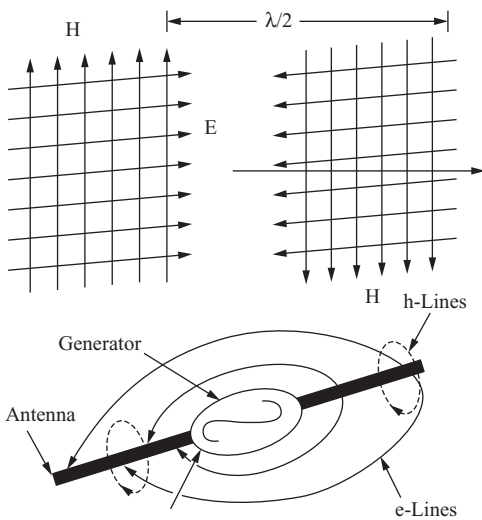 λ/2
H
E
H
h-Lines
Generator
Antenna
e-Lines